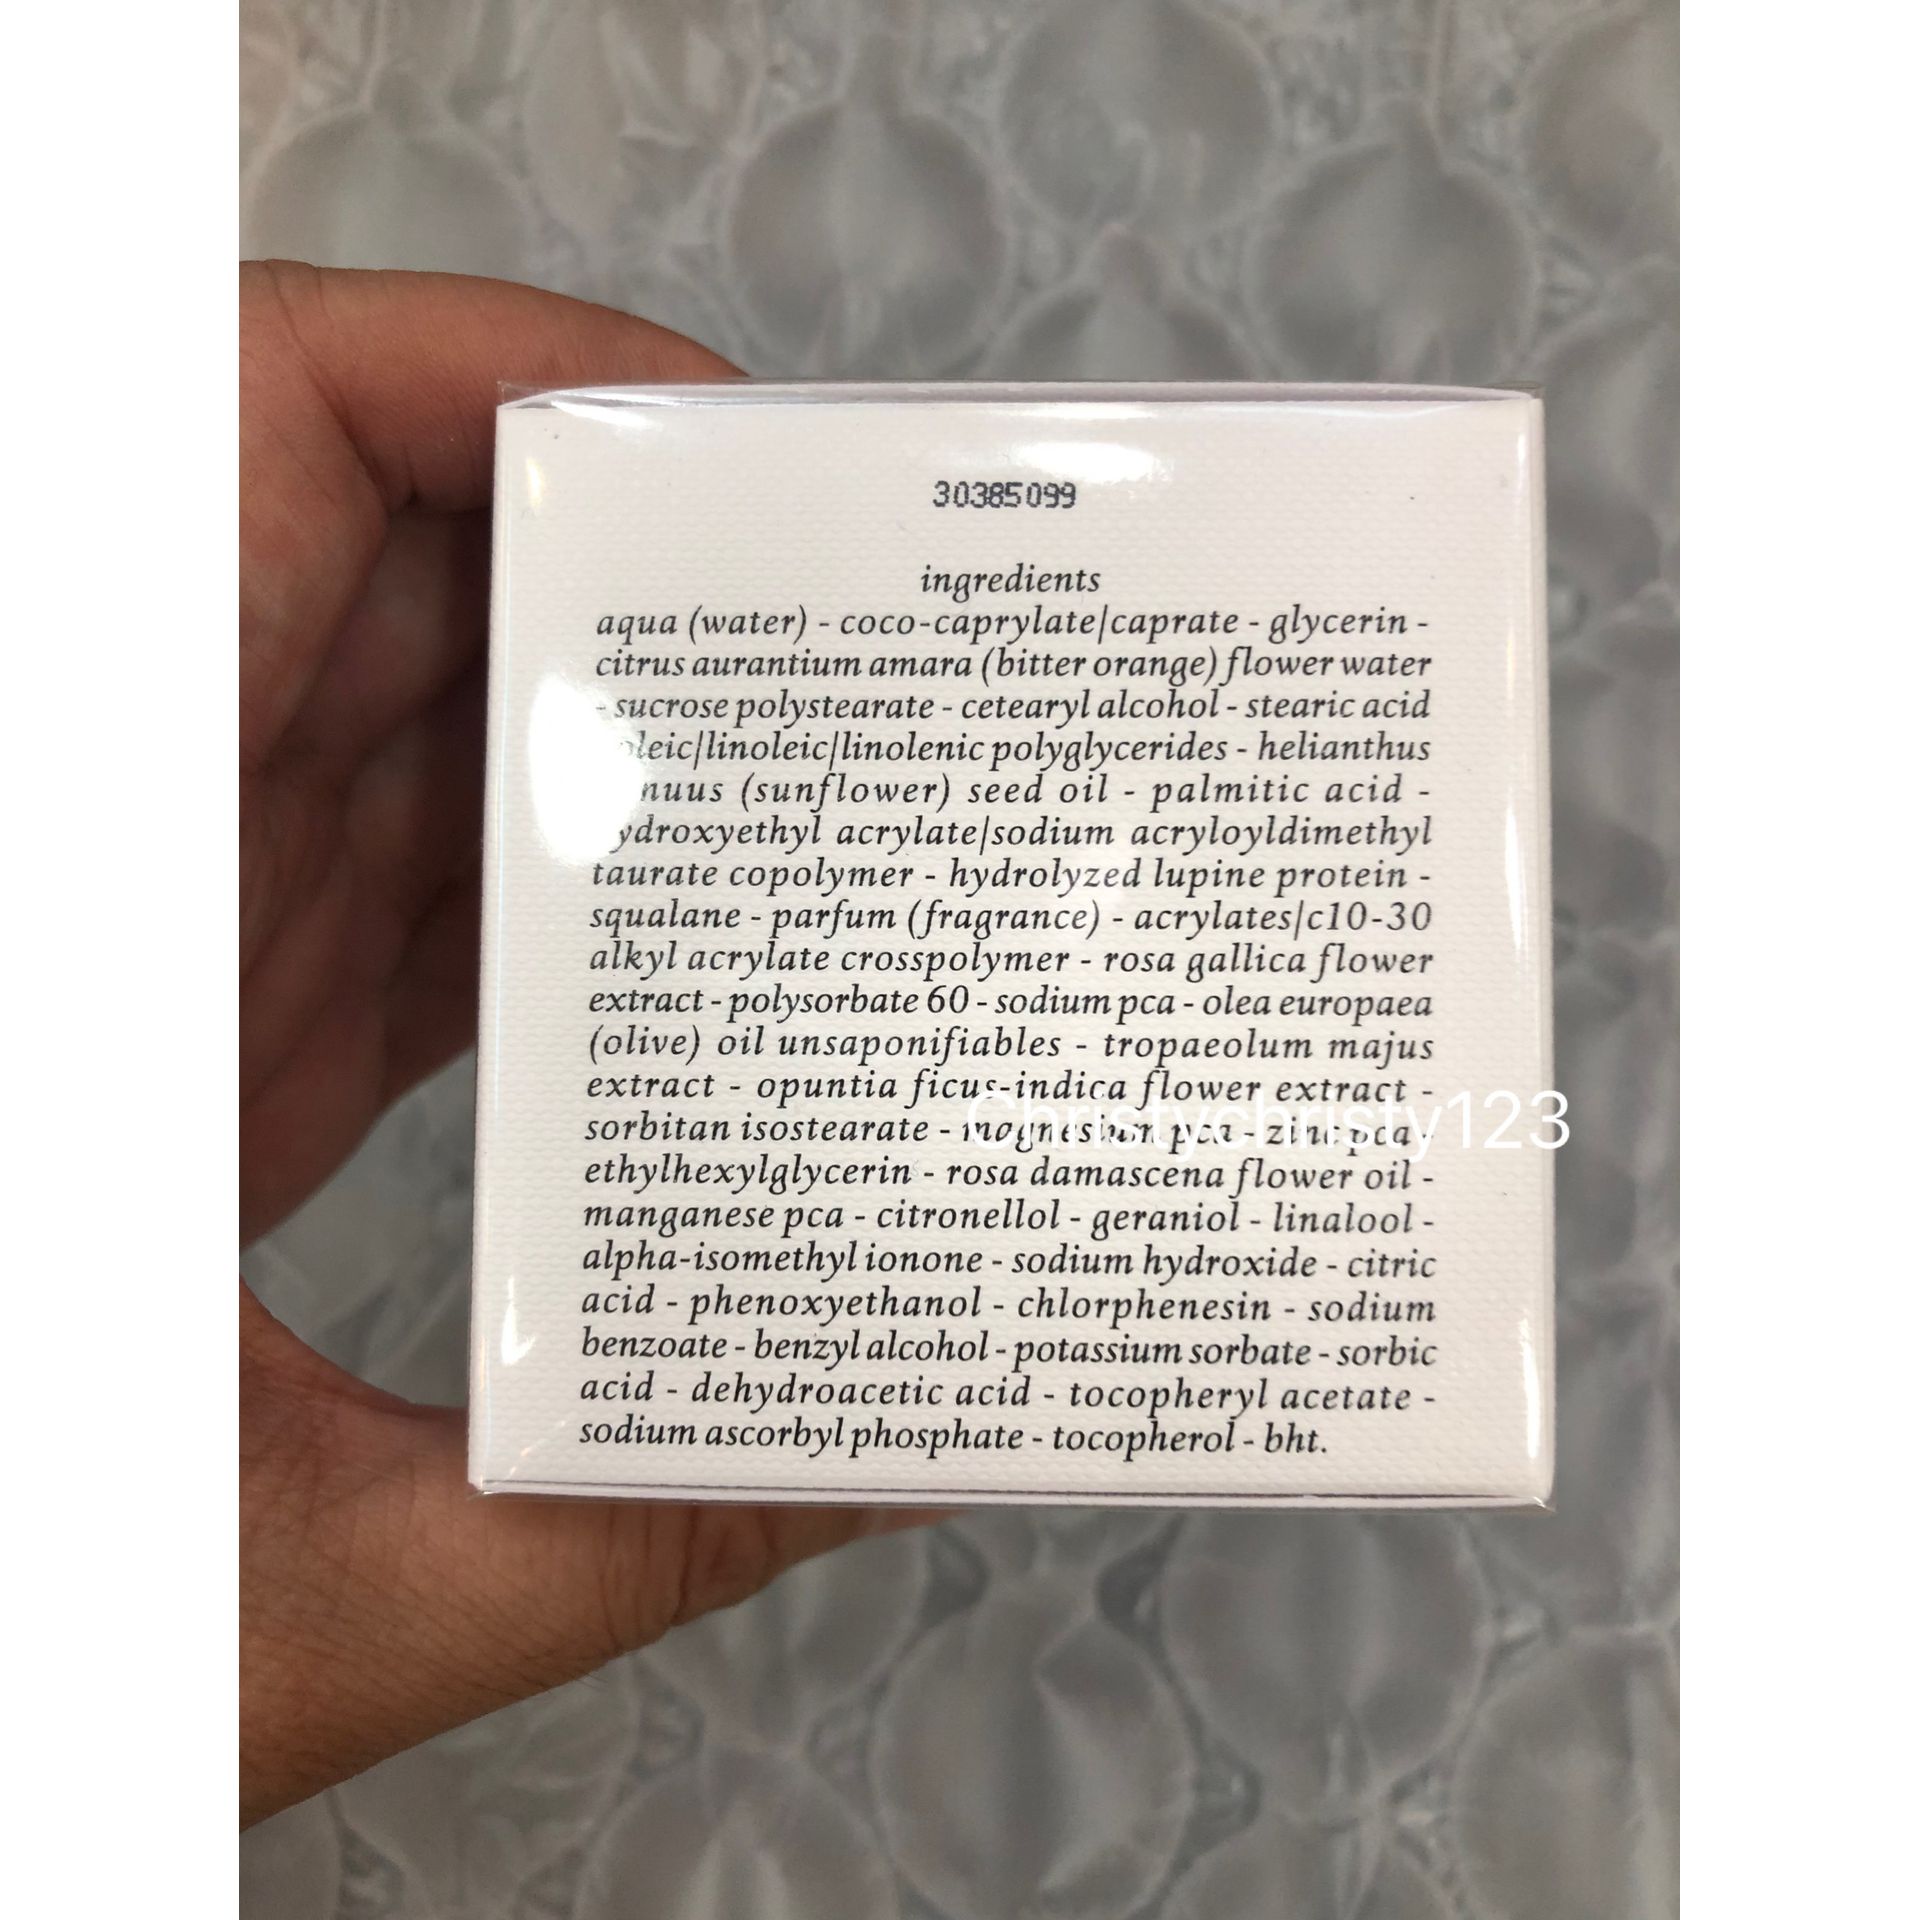 30385099
ingredients
aqua (water) - coco-caprylate|caprate - glycerin -
citrus aurantium amara (bitter orange) flower water
- sucrose polystearate - cetearyl alcohol - stearic acid
oleic|linoleic|linolenic polyglycerides - helianthus
(sunflower) seed oil - palmitic acid -
acrylate|sodium acryloyldimethyl
taurate copolymer - hydrolyzed lupine protein -
squalane - parfum (fragrance) - acrylates|c10-30
alkyl acrylate crosspolymer - rosa gallica flower
extract - polysorbate 60 - sodium pca - olea europaea
(olive) oil unsaponifiables - tropaeolum majus
extract - opuntia ficus-indica flower extract -
sorbitan isostearate - magnesium pca - zinc pca -
Christychristy123
ethylhexylglycerin - rosa damascena flower oil -
manganese pca - citronellol - geraniol - linalool -
alpha-isomethyl ionone - sodium hydroxide - citric
acid - phenoxyethanol - chlorphenesin - sodium
benzoate - benzyl alcohol - potassium sorbate - sorbic
acid - dehydroacetic acid - tocopheryl acetate -
sodium ascorbyl phosphate - tocopherol - bht.